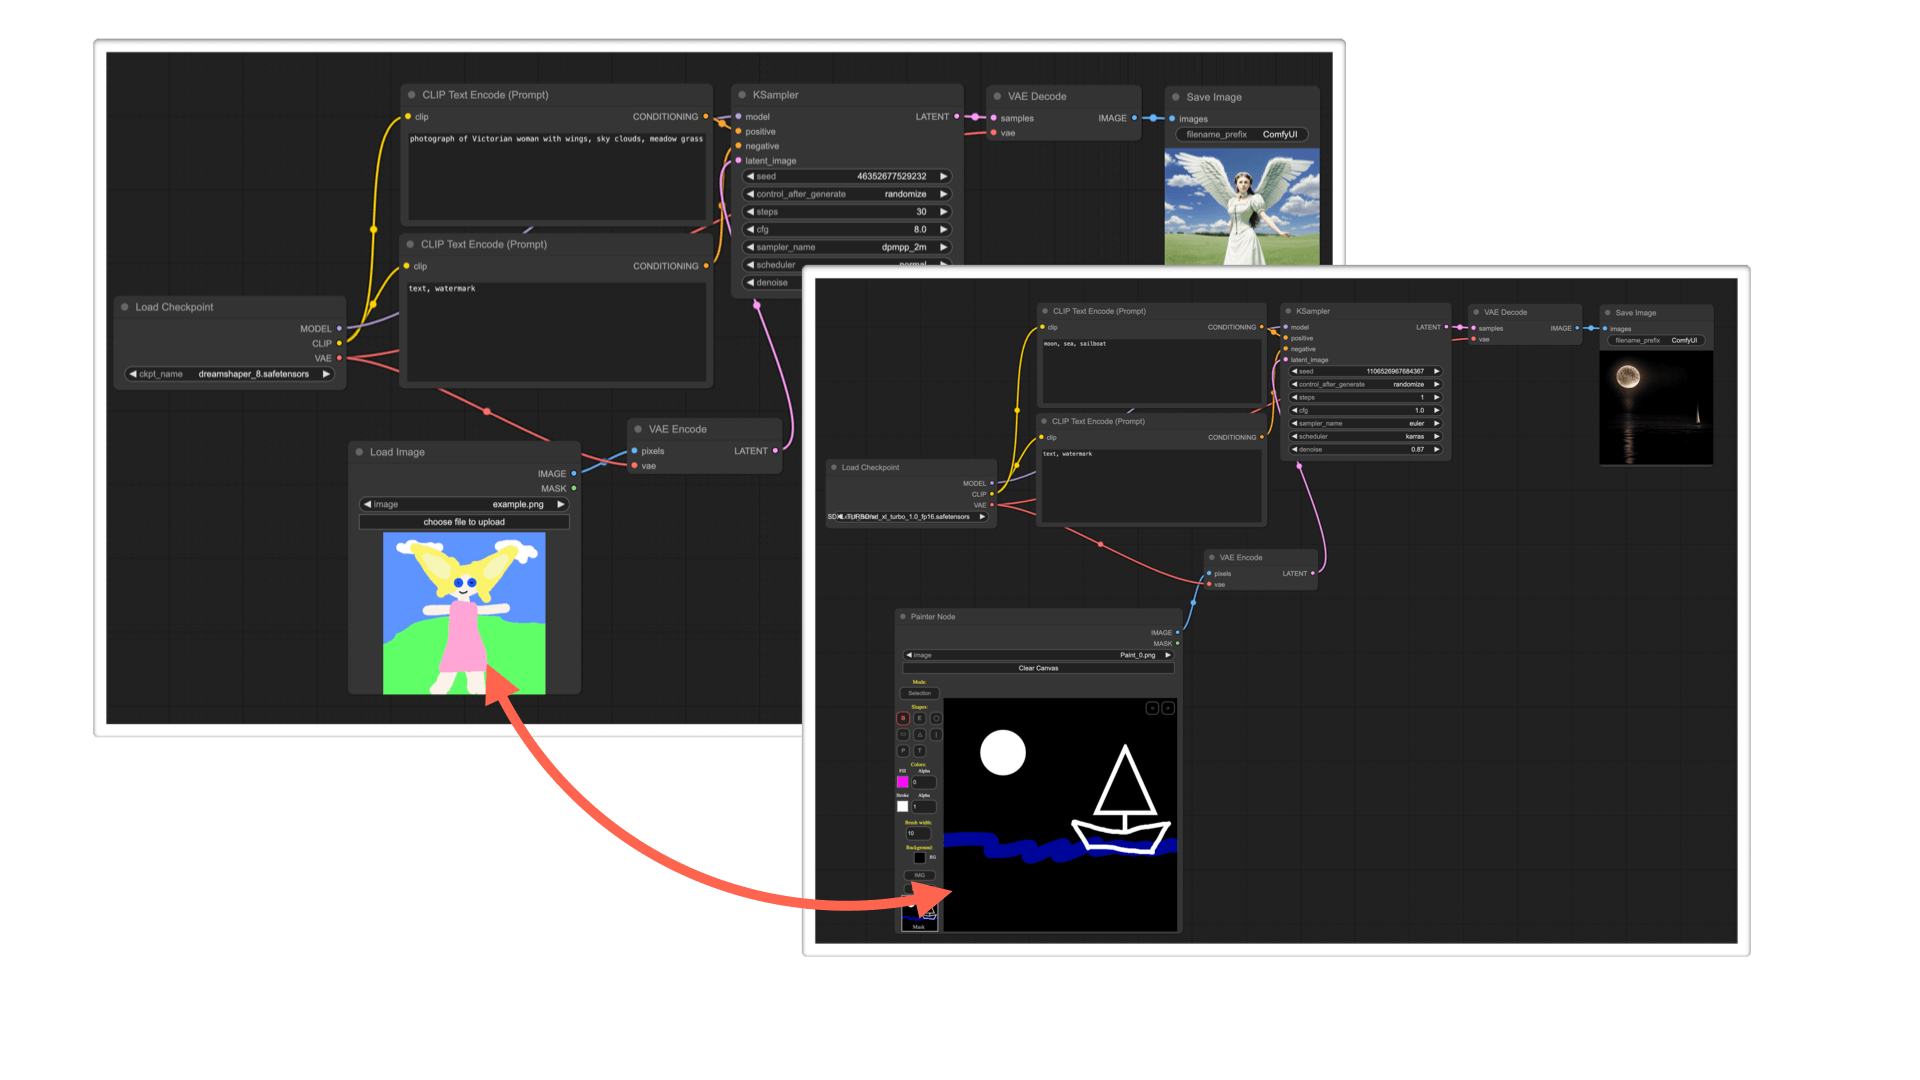 CLIP Text Encode (Prompt)
clip
CONDITIONING
photograph of Victorian woman with wings, sky clouds, meadow grass
CLIP Text Encode (Prompt)
clip
CONDITIONING
text, watermark
Load Checkpoint
MODEL
CLIP
VAE
ckpt_name dreamshaper_8.safetensors
KSampler
model LATENT
positive
negative
latent_image
seed 46352677529232
control_after_generate randomize
steps 30
cfg 8.0
sampler_name dpmpp_2m
scheduler normal
denoise
VAE Decode
samples IMAGE
vae
Save Image
images
filename_prefix ComfyUI
VAE Encode
pixels LATENT
vae
Load Image
IMAGE
MASK
image example.png
choose file to upload
CLIP Text Encode (Prompt)
clip CONDITIONING
moon, sea, sailboat
CLIP Text Encode (Prompt)
clip CONDITIONING
text, watermark
Load Checkpoint
MODEL
CLIP
VAE
xl_turbo_1.0_fp16.safetensors
KSampler
model LATENT
positive
negative
latent_image
seed 1106526967684367
control_after_generate randomize
steps 1
cfg 1.0
sampler_name euler
scheduler karras
denoise 0.87
VAE Decode
samples IMAGE
vae
Save Image
images
filename_prefix ComfyUI
VAE Encode
pixels LATENT
vae
Painter Node
IMAGE
MASK
image Paint_0.png
Clear Canvas
Mode:
Selection
Shapes:
B E
P T
Colors:
Fill Alpha
0
Stroke Alpha
1
Brush width:
10
Background:
BG
IMG
Mask